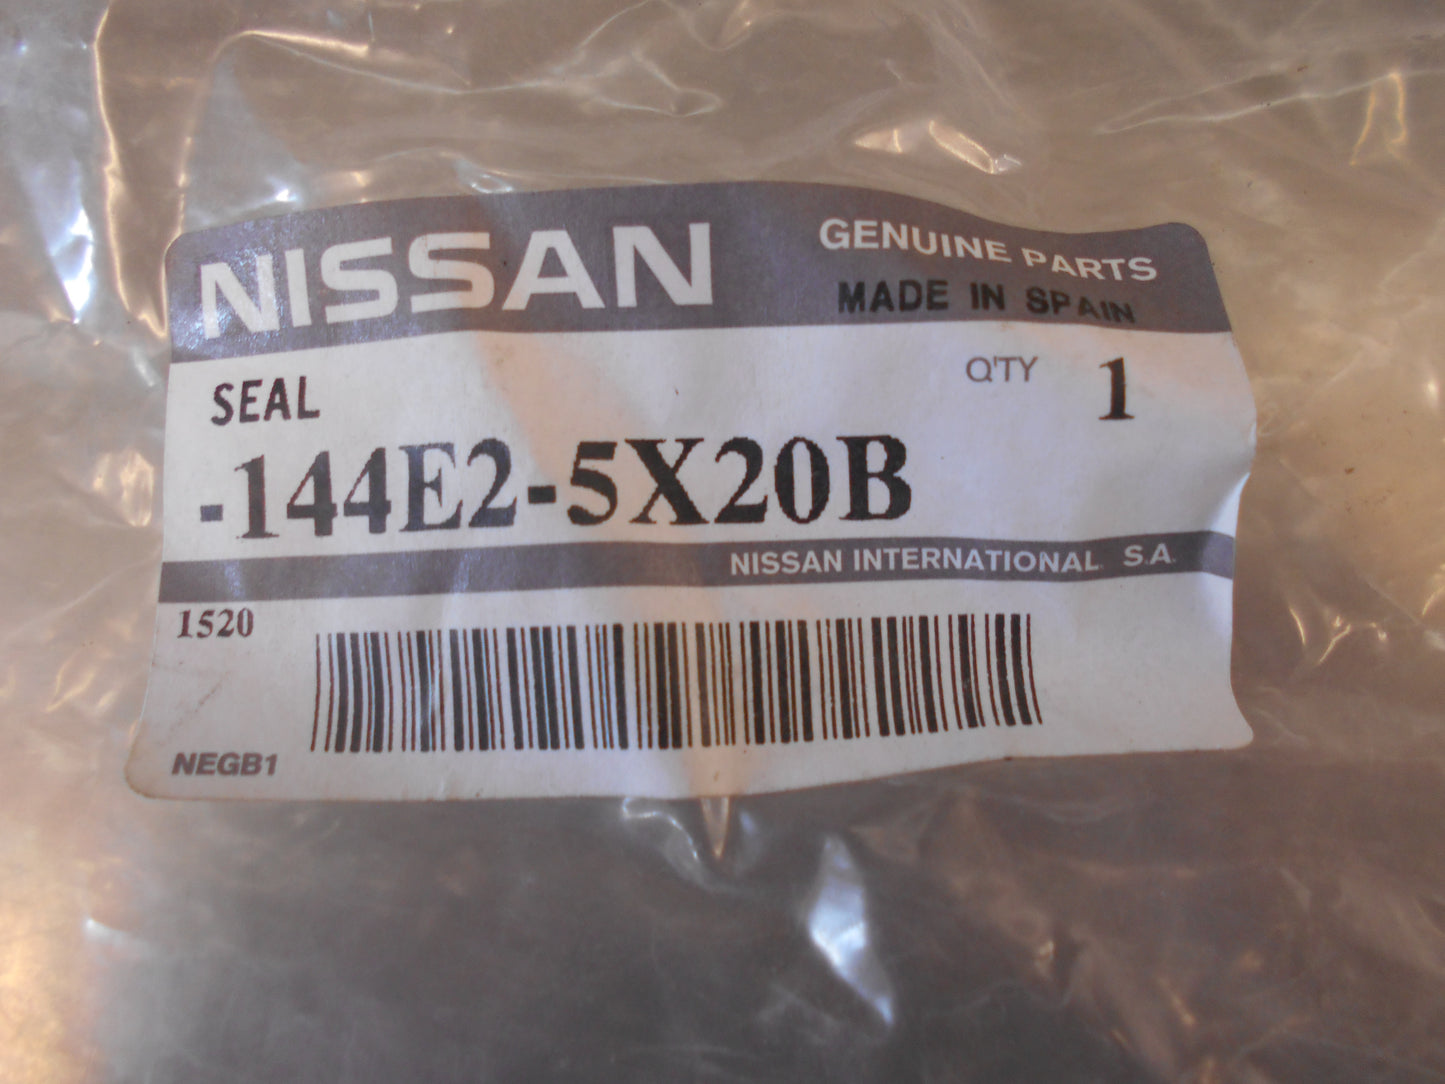 NISSAN
GENUINE PARTS
MADE IN SPAIN
SEAL
Q'TY 1
-144E2-5X20B
NISSAN INTERNATIONAL S.A.
1520
NEGB1